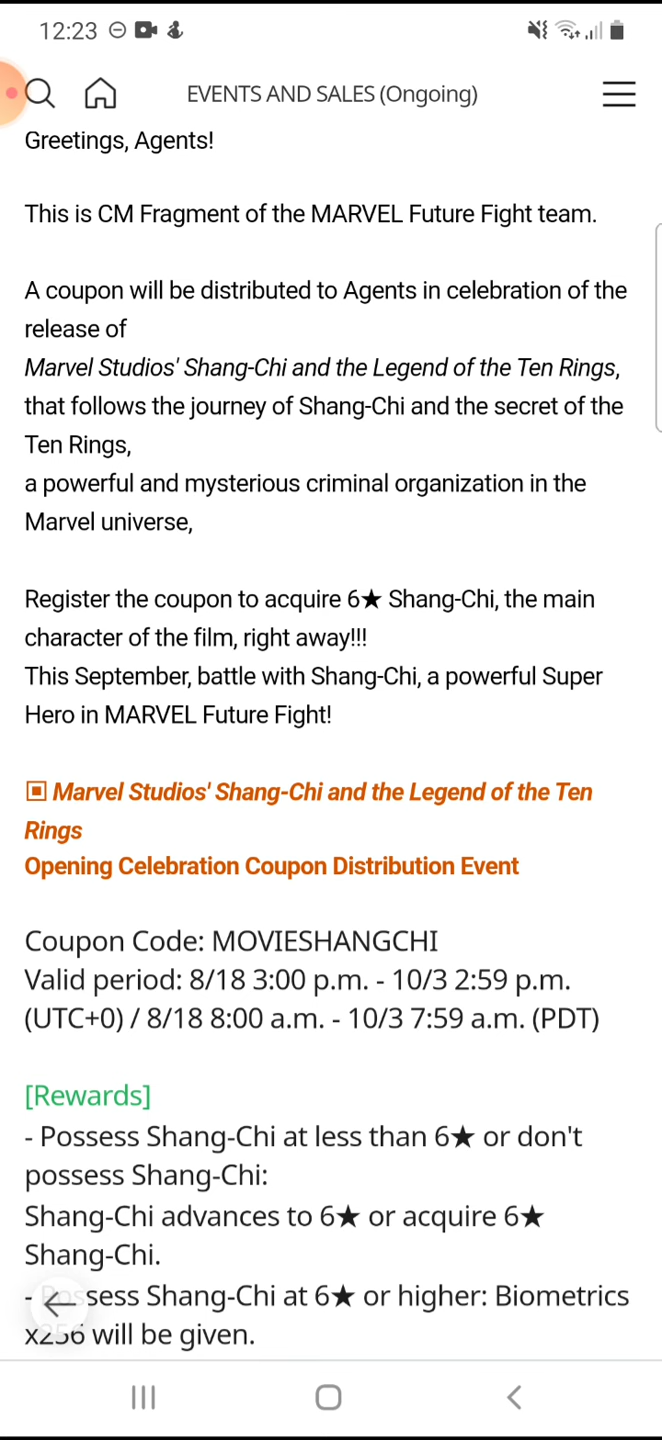 12:23
EVENTS AND SALES (Ongoing)
Greetings, Agents!
This is CM Fragment of the MARVEL Future Fight team.
A coupon will be distributed to Agents in celebration of the
release of
Marvel Studios' Shang-Chi and the Legend of the Ten Rings,
that follows the journey of Shang-Chi and the secret of the
Ten Rings,
a powerful and mysterious criminal organization in the
Marvel universe,
Register the coupon to acquire 6★ Shang-Chi, the main
character of the film, right away!!!
This September, battle with Shang-Chi, a powerful Super
Hero in MARVEL Future Fight!
▣ Marvel Studios' Shang-Chi and the Legend of the Ten
Rings
Opening Celebration Coupon Distribution Event
Coupon Code: MOVIESHANGCHI
Valid period: 8/18 3:00 p.m. - 10/3 2:59 p.m.
(UTC+0) / 8/18 8:00 a.m. - 10/3 7:59 a.m. (PDT)
[Rewards]
- Possess Shang-Chi at less than 6★ or don't
possess Shang-Chi:
Shang-Chi advances to 6★ or acquire 6★
Shang-Chi.
- Possess Shang-Chi at 6★ or higher: Biometrics
x256 will be given.